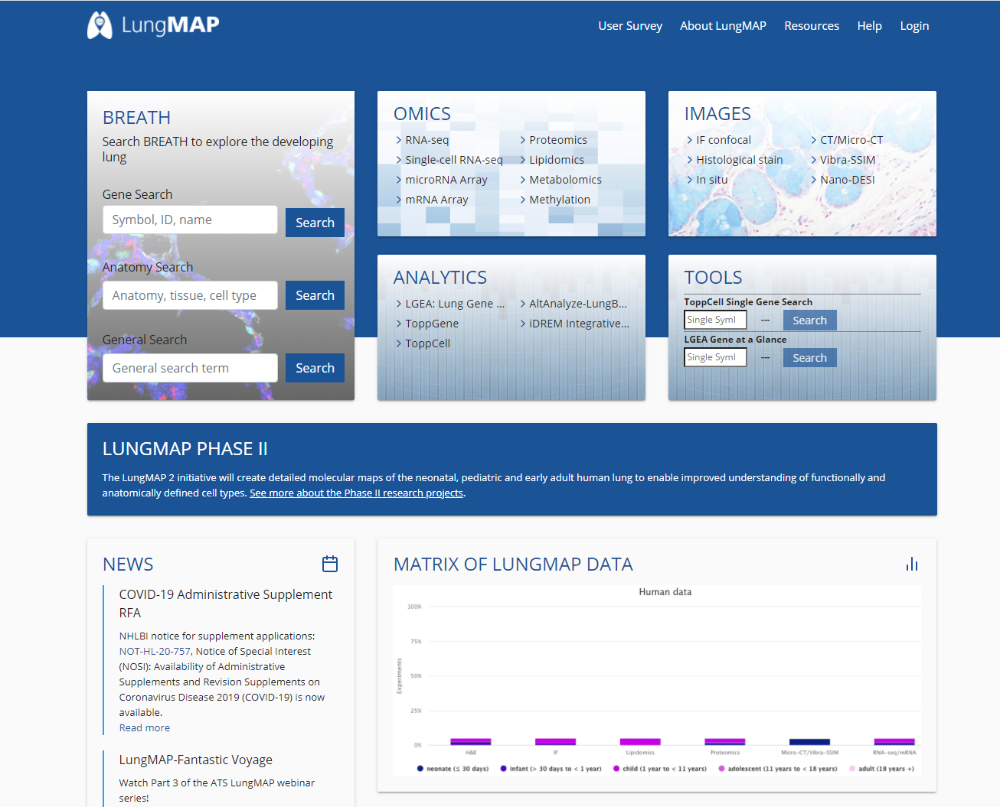 LungMAP
User Survey
About LungMAP
Resources
Help
Login
BREATH
Search BREATH to explore the developing
lung
Gene Search
Symbol, ID, name
Search
Anatomy Search
Anatomy, tissue, cell type
Search
General Search
General search term
Search
OMICS
RNA-seq
Single-cell RNA-seq
microRNA Array
mRNA Array
Proteomics
Lipidomics
Metabolomics
Methylation
IMAGES
IF confocal
Histological stain
In situ
CT/Micro-CT
Vibra-SSIM
Nano-DESI
ANALYTICS
LGEA: Lung Gene ...
ToppGene
ToppCell
AltAnalyze-LungB...
iDREM Integrative...
TOOLS
ToppCell Single Gene Search
Single Syml
---
Search
LGEA Gene at a Glance
Single Syml
---
Search
LUNGMAP PHASE II
The LungMAP 2 initiative will create detailed molecular maps of the neonatal, pediatric and early adult human lung to enable improved understanding of functionally and
anatomically defined cell types. See more about the Phase II research projects.
NEWS
COVID-19 Administrative Supplement
RFA
NHLBI notice for supplement applications:
NOT-HL-20-757, Notice of Special Interest
(NOSI): Availability of Administrative
Supplements and Revision Supplements on
Coronavirus Disease 2019 (COVID-19) is now
available.
Read more
LungMAP-Fantastic Voyage
Watch Part 3 of the ATS LungMAP webinar
series!
MATRIX OF LUNGMAP DATA
Human data
Experiments
100%
75%
50%
25%
0%
H&E
IF
Lipidomics
Proteomics
Micro-CT/Vibra-SSIM
RNA-seq/mRNA
neonate (≤ 30 days)
infant (> 30 days to < 1 year)
child (1 year to < 11 years)
adolescent (11 years to < 18 years)
adult (18 years +)